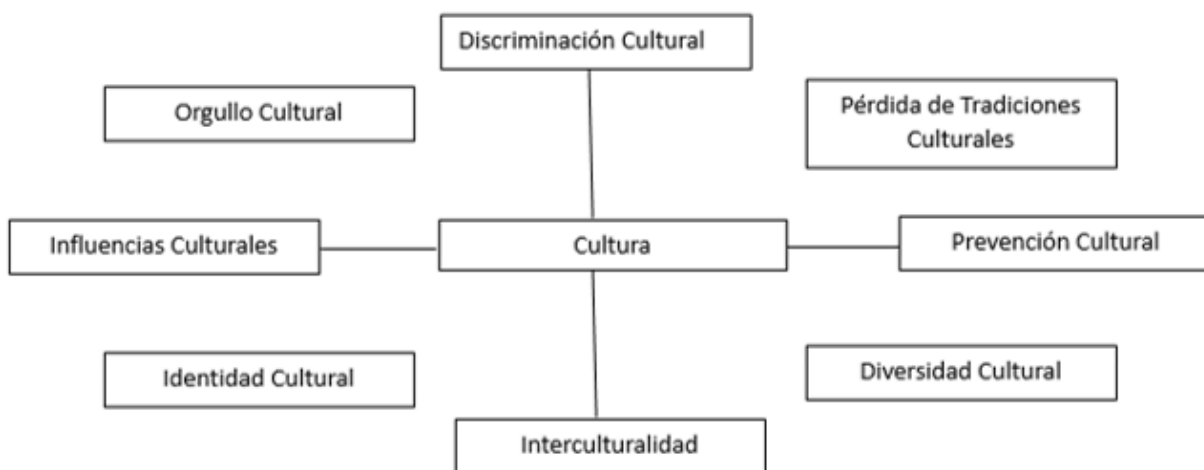 Discriminación Cultural
Orgullo Cultural
Pérdida de Tradiciones
Culturales
Influencias Culturales
Cultura
Prevención Cultural
Identidad Cultural
Diversidad Cultural
Interculturalidad